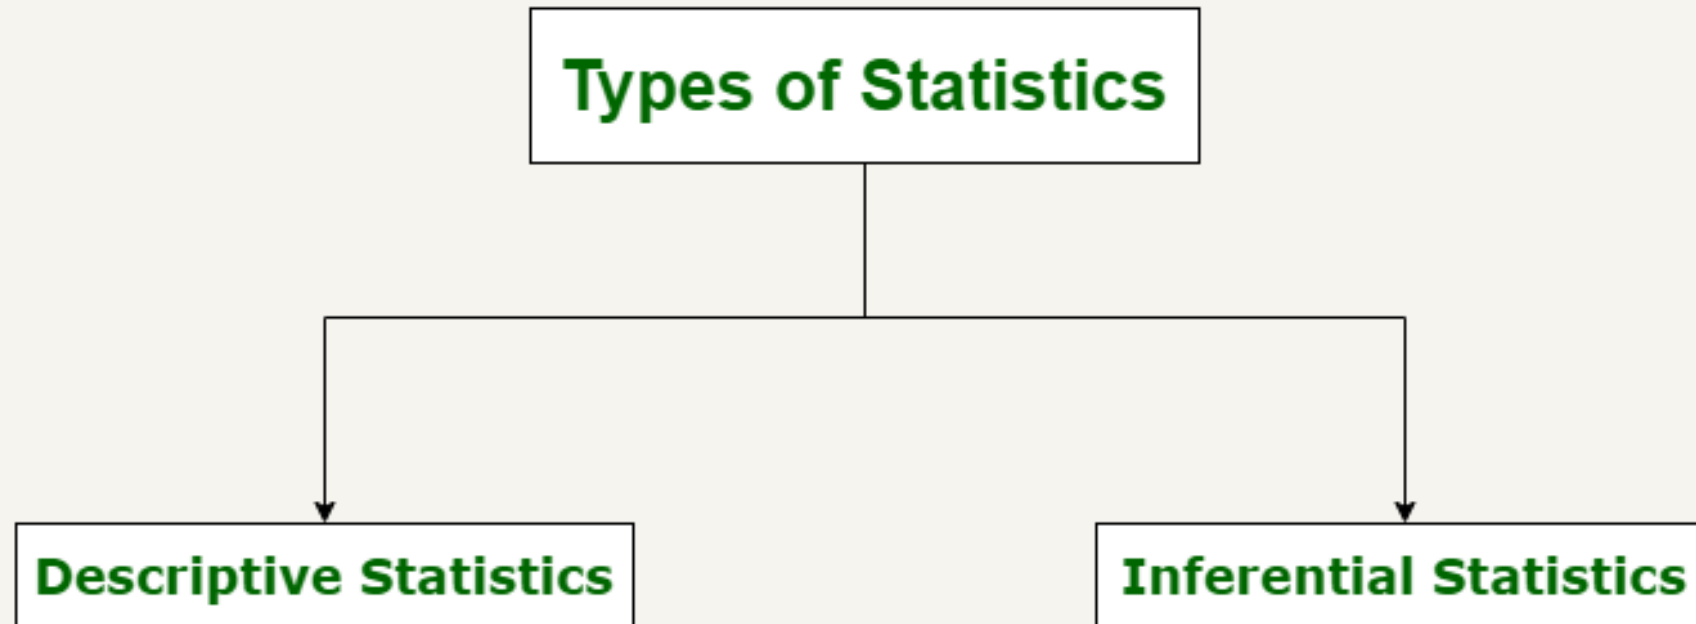 Types of Statistics
Descriptive Statistics
Inferential Statistics